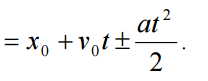 = x₀ + v₀t ± at²/2.